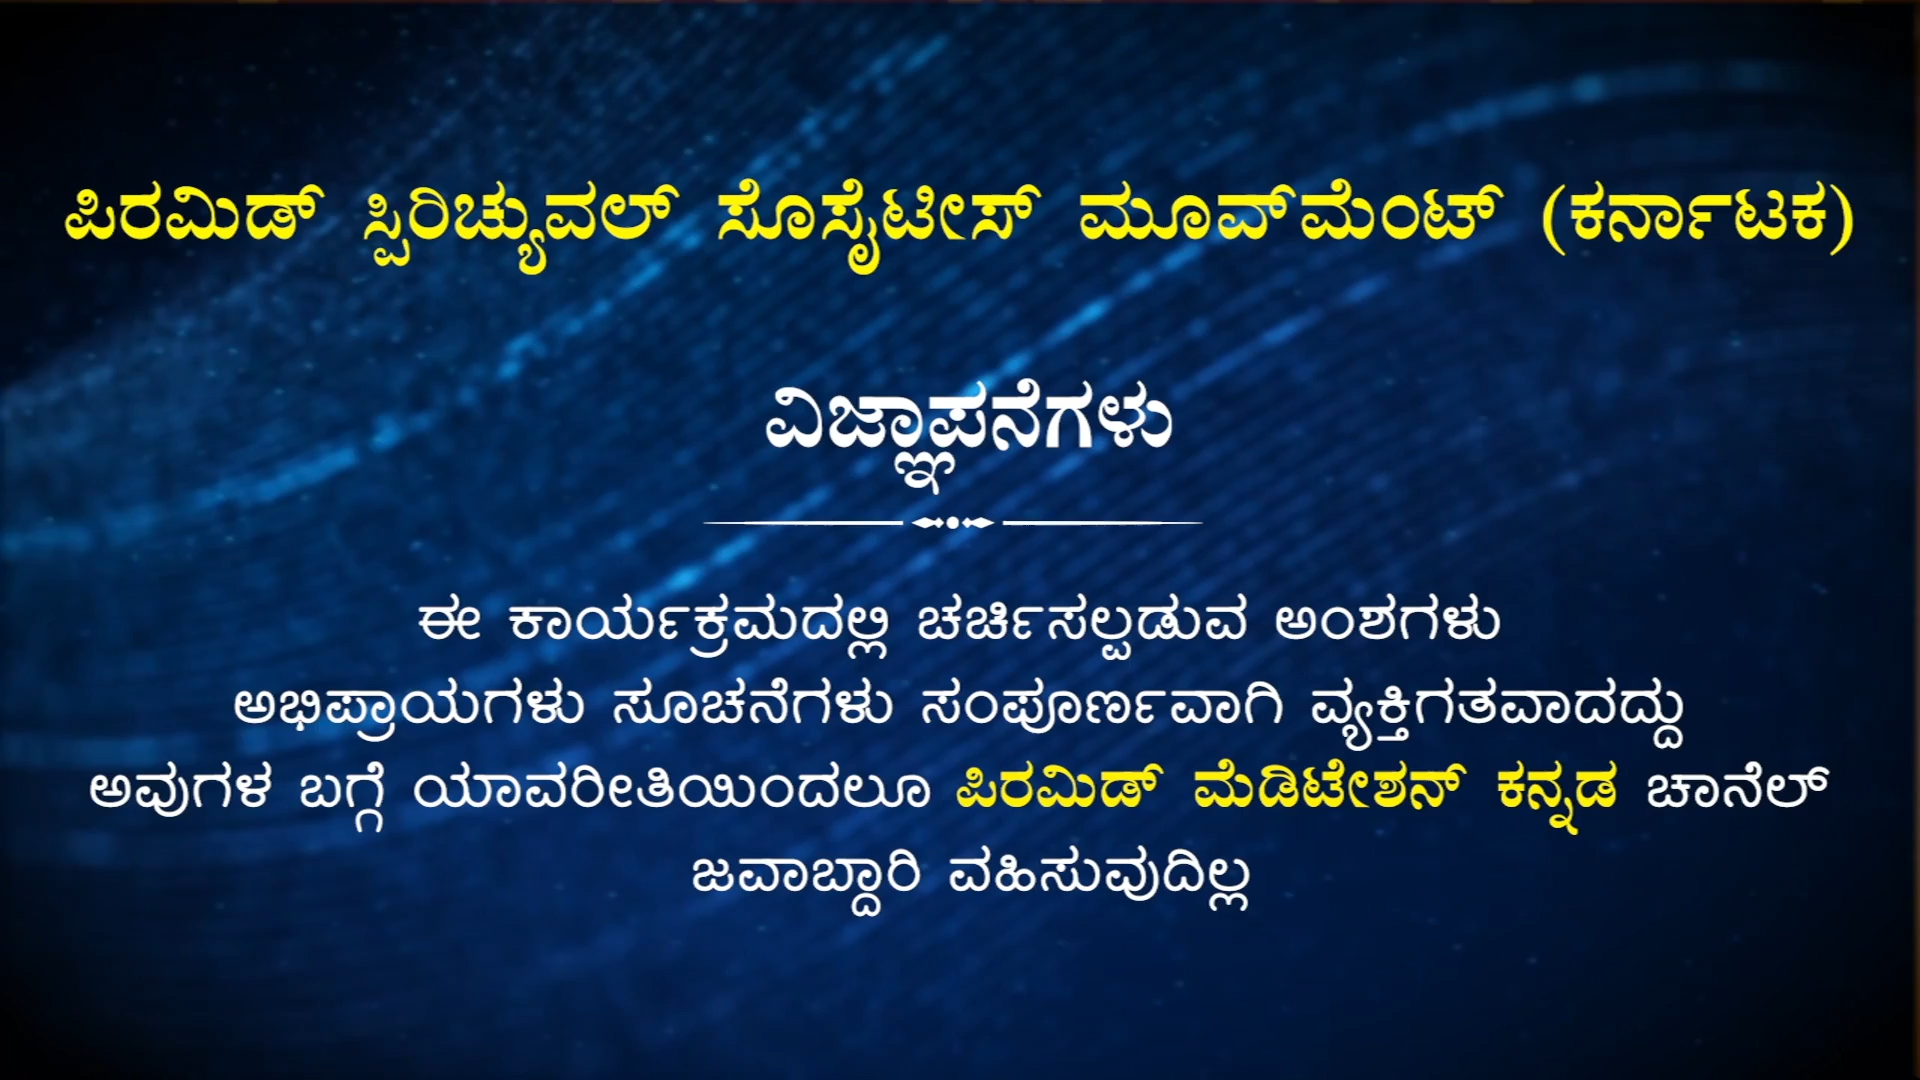 ಪಿರಮಿಡ್ ಸ್ಪಿರಿಚ್ಯುವಲ್ ಸೊಸೈಟೀಸ್ ಮೂವ್‌ಮೆಂಟ್ (ಕರ್ನಾಟಕ)
ವಿಜ್ಞಾಪನೆಗಳು
ಈ ಕಾರ್ಯಕ್ರಮದಲ್ಲಿ ಚರ್ಚಿಸಲ್ಪಡುವ ಅಂಶಗಳು
ಅಭಿಪ್ರಾಯಗಳು ಸೂಚನೆಗಳು ಸಂಪೂರ್ಣವಾಗಿ ವ್ಯಕ್ತಿಗತವಾದದ್ದು
ಅವುಗಳ ಬಗ್ಗೆ ಯಾವರೀತಿಯಿಂದಲೂ ಪಿರಮಿಡ್ ಮೆಡಿಟೇಶನ್ ಕನ್ನಡ ಚಾನೆಲ್
ಜವಾಬ್ದಾರಿ ವಹಿಸುವುದಿಲ್ಲ